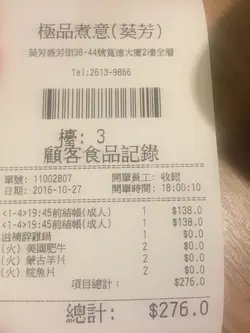 極品煮意(葵芳)
葵芳盛芳街38-44號寬德大廈2樓全層
Tel:2613-9866
檯: 3
顧客食品記錄
單號: 11002B07 開單員工: 收銀
日期: 2016-10-27 開單時間: 18:00:10
<1-4>19:45前結帳(成人) 1 $138.0
<1-4>19:45前結帳(成人) 1 $138.0
滋補醉雞鍋 1 $0.0
(火) 美國肥牛 2 $0.0
(火) 蒙古羊片 2 $0.0
(火) 鯇魚片 2 $0.0
項目總計: $276.0
總計: $276.0